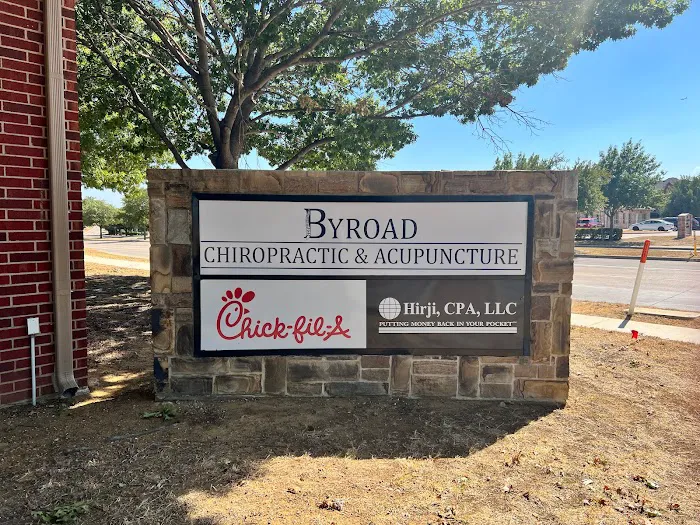 BYROAD
CHIROPRACTIC & ACUPUNCTURE
Chick-fil-A
Hirji, CPA, LLC
PUTTING MONEY BACK IN YOUR POCKET